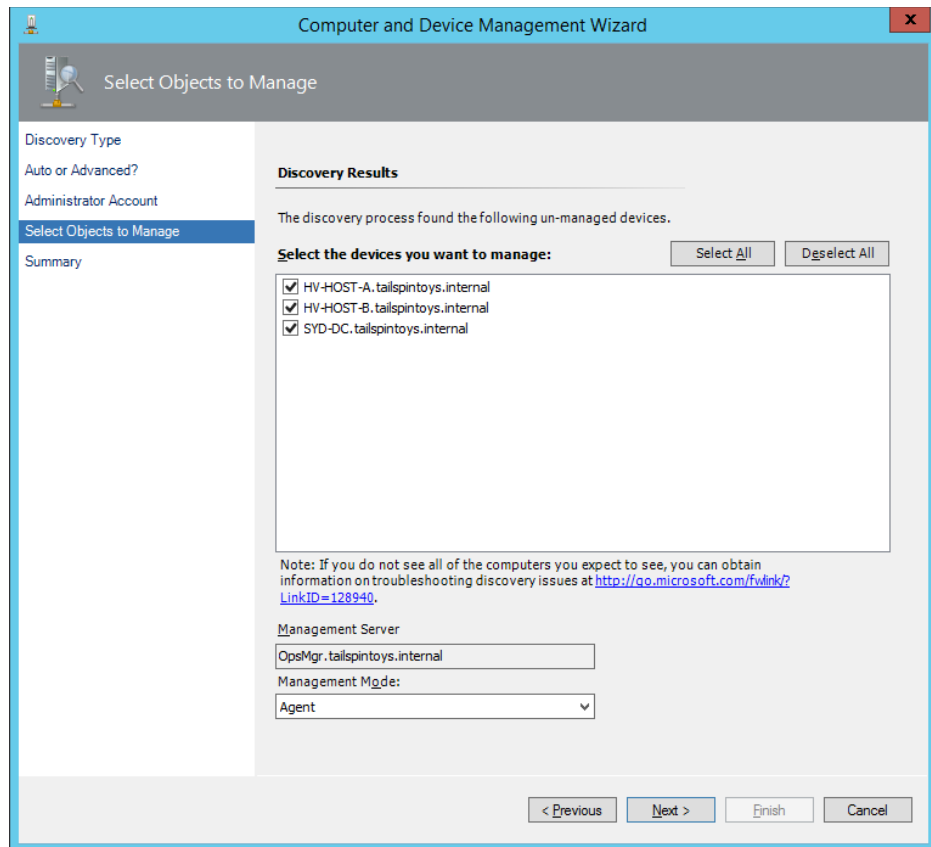 Computer and Device Management Wizard
x
Select Objects to Manage
Discovery Type
Auto or Advanced?
Administrator Account
Select Objects to Manage
Summary
Discovery Results
The discovery process found the following un-managed devices.
Select the devices you want to manage:
Select All
Deselect All
HV-HOST-A.tailspintoys.internal
HV-HOST-B.tailspintoys.internal
SYD-DC.tailspintoys.internal
Note: If you do not see all of the computers you expect to see, you can obtain
information on troubleshooting discovery issues at http://go.microsoft.com/fwlink/?
LinkID=128940.
Management Server
OpsMgr.tailspintoys.internal
Management Mode:
Agent
< Previous
Next >
Finish
Cancel